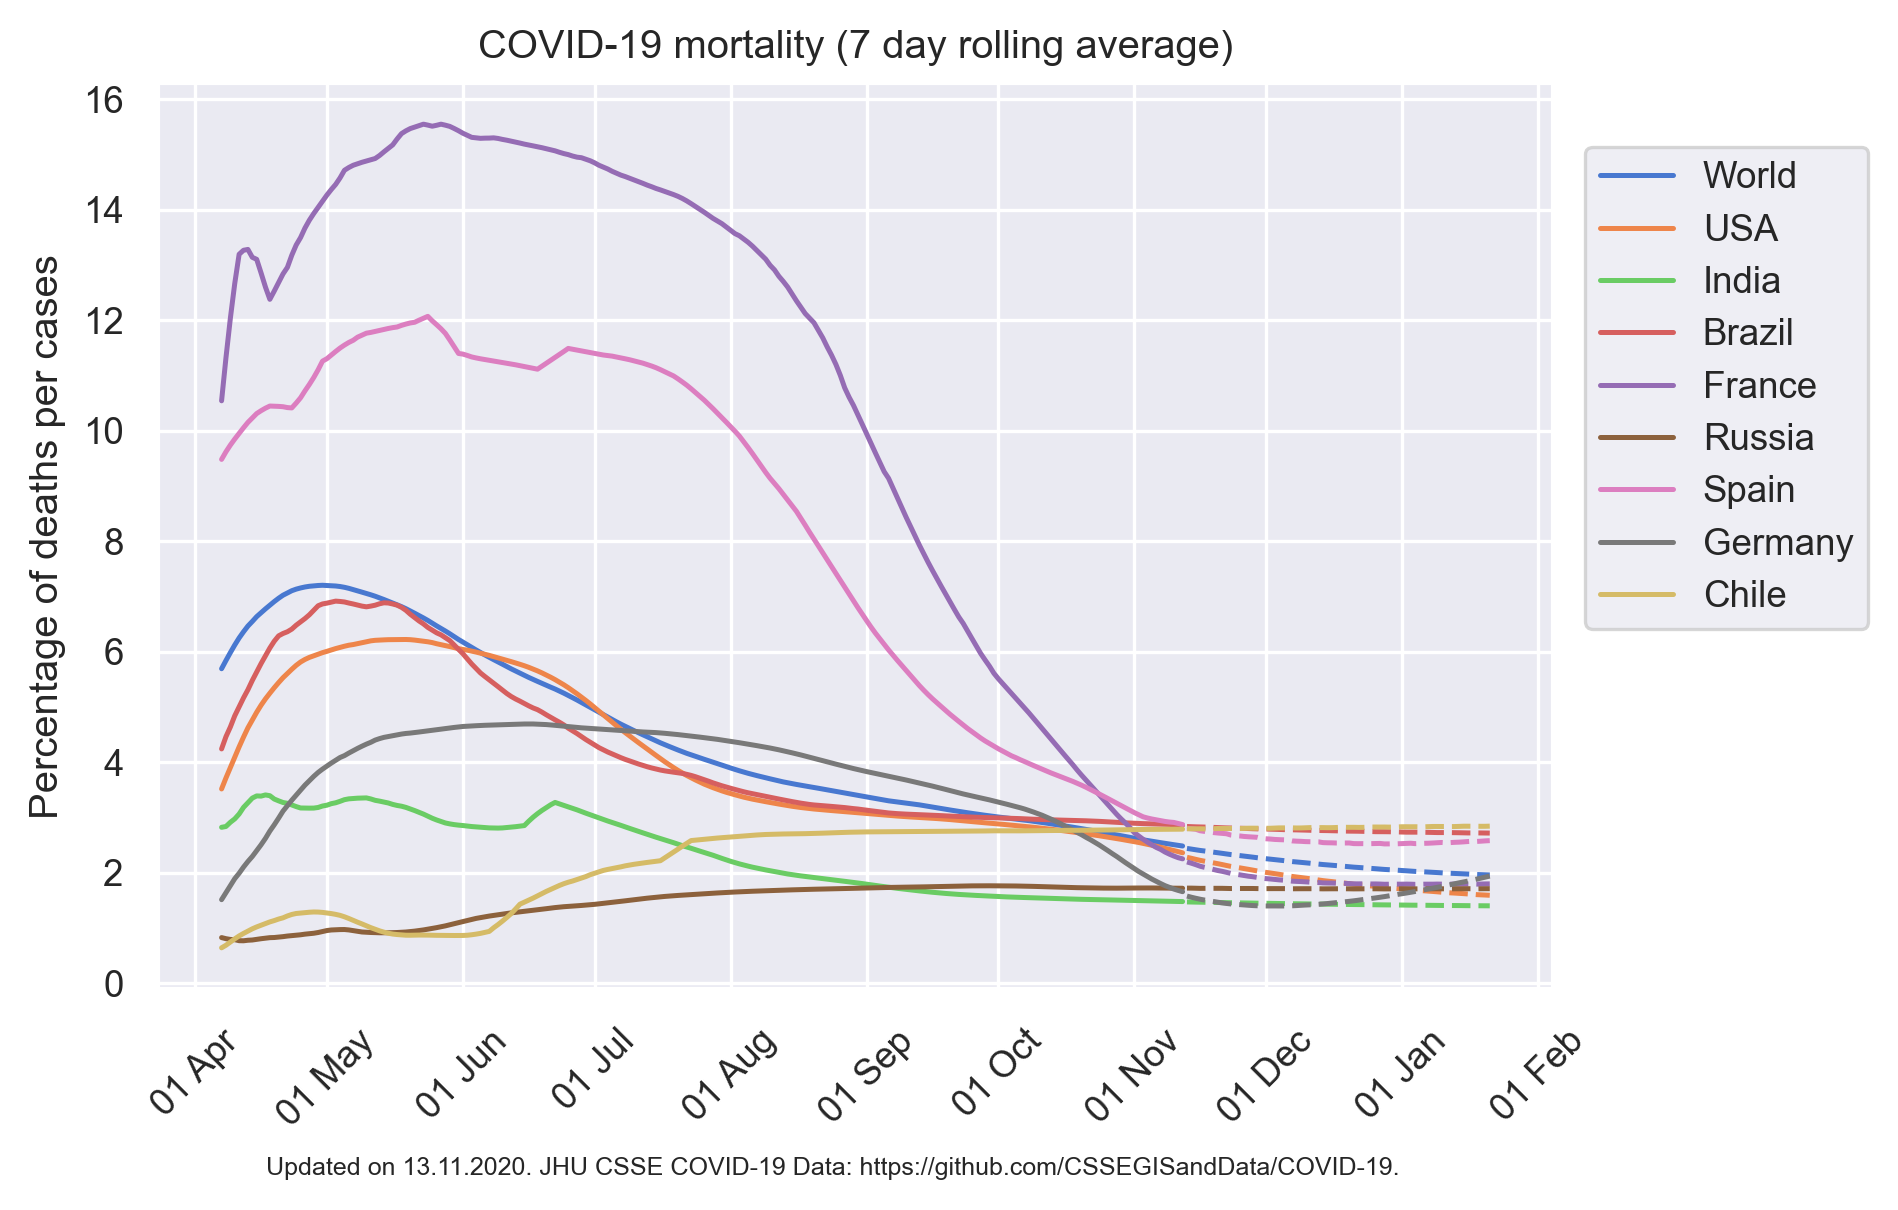 COVID-19 mortality (7 day rolling average)
Percentage of deaths per cases
16
14
12
10
8
6
4
2
0
01 Apr
01 May
01 Jun
01 Jul
01 Aug
01 Sep
01 Oct
01 Nov
01 Dec
01 Jan
01 Feb
World
USA
India
Brazil
France
Russia
Spain
Germany
Chile
Updated on 13.11.2020. JHU CSSE COVID-19 Data: https://github.com/CSSEGISandData/COVID-19.